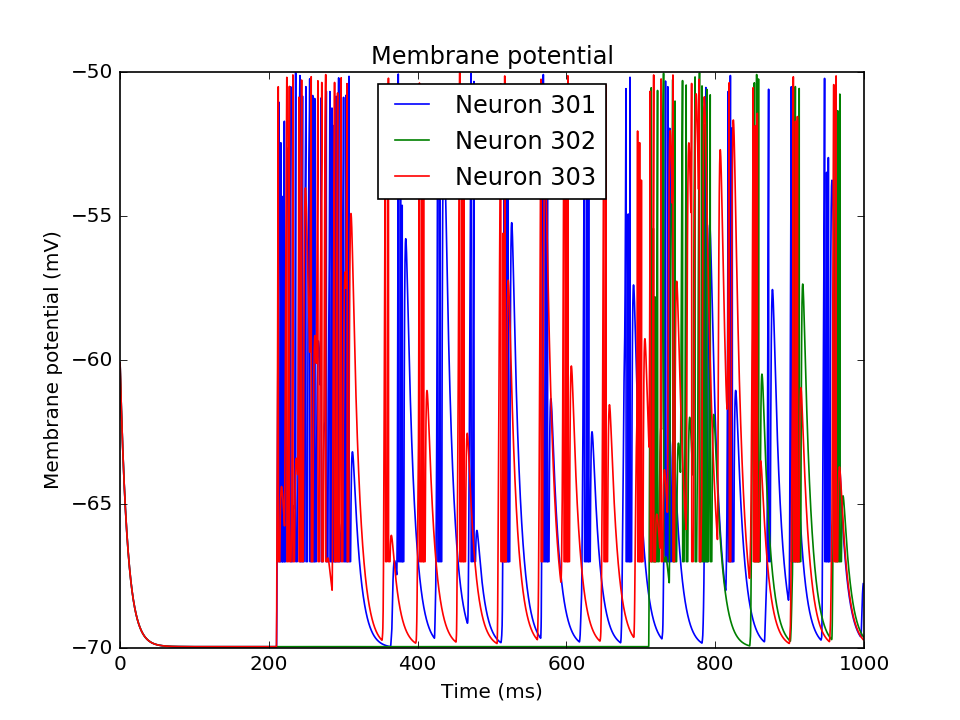 Membrane potential
Neuron 301
Neuron 302
Neuron 303
Membrane potential (mV)
−50
−55
−60
−65
−70
0 200 400 600 800 1000
Time (ms)